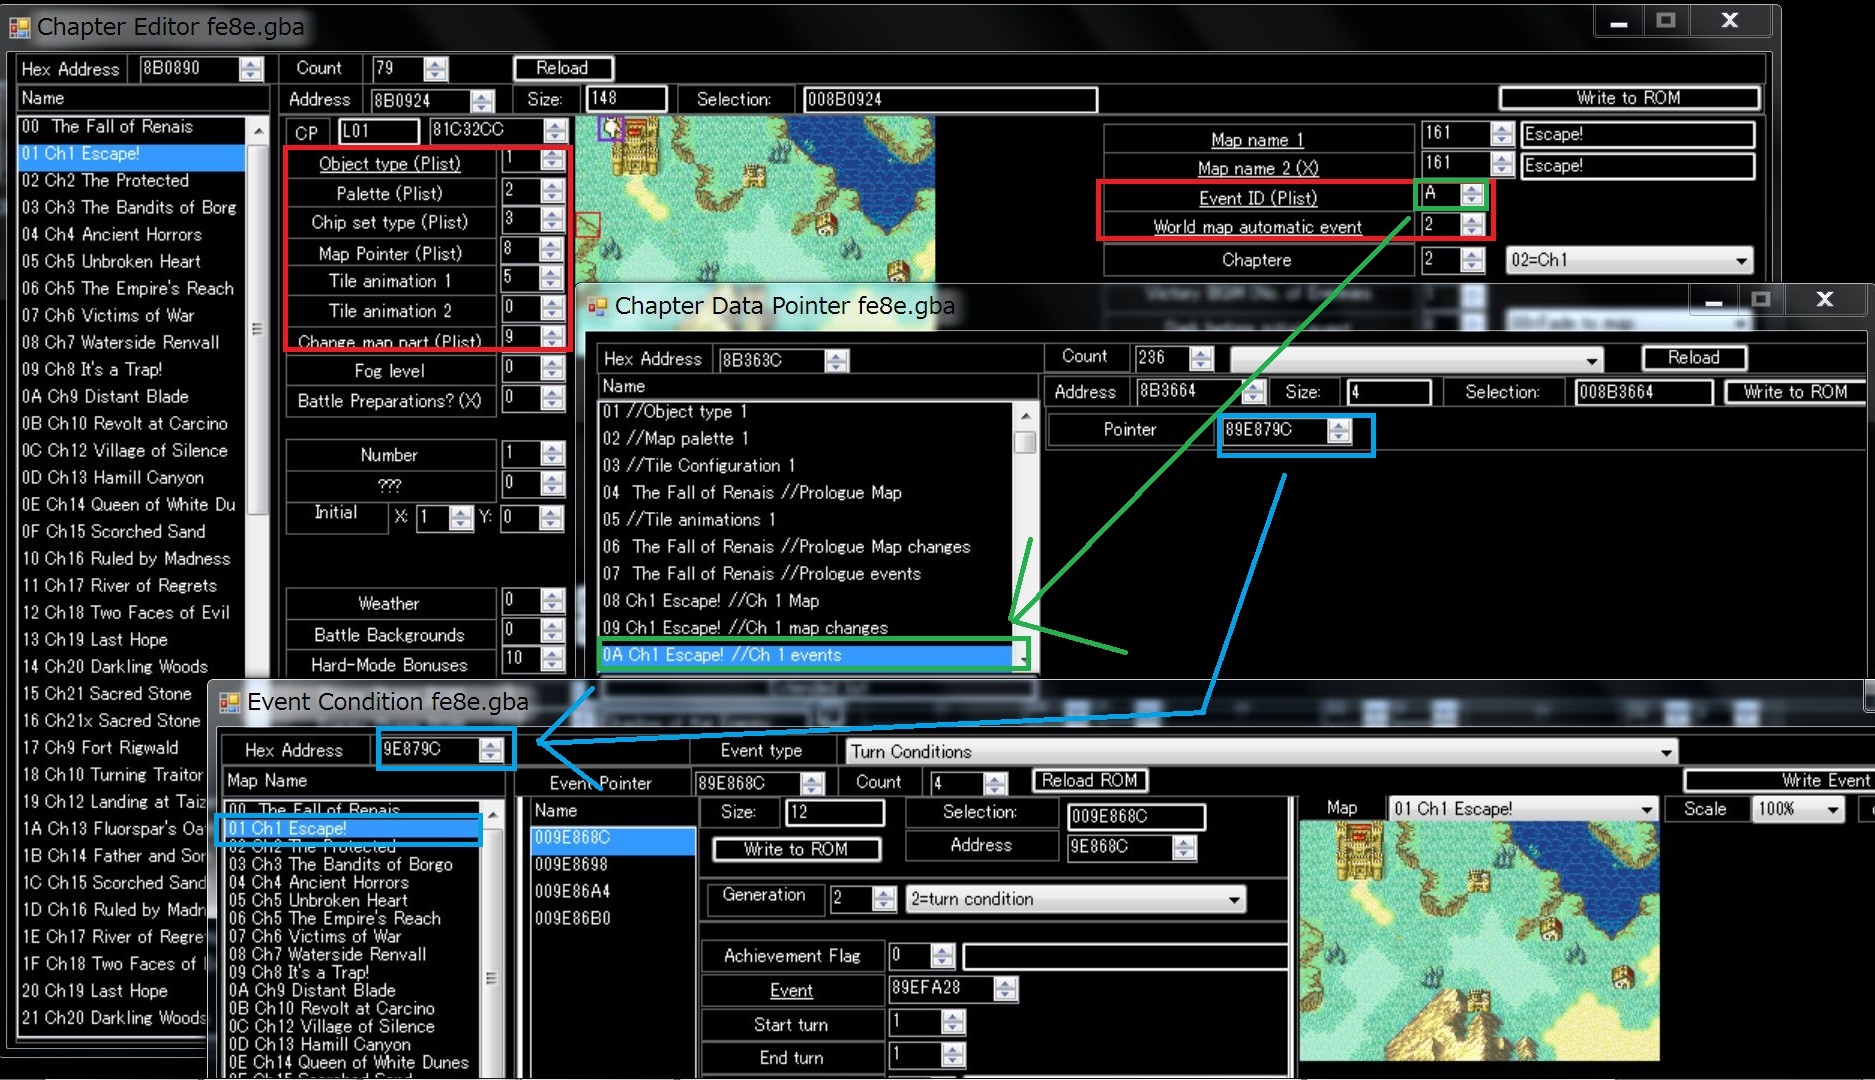 Chapter Editor fe8e.gba
Hex Address 8B0890 Count 79 Reload
Name
Address 8B0924 Size: 148 Selection: 008B0924 Write to ROM
00 The Fall of Renais
01 Ch1 Escape!
02 Ch2 The Protected
03 Ch3 The Bandits of Borg
04 Ch4 Ancient Horrors
05 Ch5 Unbroken Heart
06 Ch5 The Empire's Reach
07 Ch6 Victims of War
08 Ch7 Waterside Renvall
09 Ch8 It's a Trap!
0A Ch9 Distant Blade
0B Ch10 Revolt at Carcino
0C Ch12 Village of Silence
0D Ch13 Hamill Canyon
0E Ch14 Queen of White Du
0F Ch15 Scorched Sand
10 Ch16 Ruled by Madness
11 Ch17 River of Regrets
12 Ch18 Two Faces of Evil
13 Ch19 Last Hope
14 Ch20 Darkling Woods
15 Ch21 Sacred Stone
16 Ch21x Sacred Stone
17 Ch9 Fort Rigwald
18 Ch10 Turning Traitor
19 Ch12 Landing at Taiz
1A Ch13 Fluorspar's Oa
1B Ch14 Father and Sor
1C Ch15 Scorched Sand
1D Ch16 Ruled by Madn
1E Ch17 River of Regre
1F Ch18 Two Faces of
20 Ch19 Last Hope
21 Ch20 Darkling Woods
CP L01 81C32CC
Object type (Plist) 1
Palette (Plist) 2
Chip set type (Plist) 3
Map Pointer (Plist) 8
Tile animation 1 5
Tile animation 2 0
Change map part (Plist) 9
Fog level 0
Battle Preparations? (X) 0
Number 1
??? 0
Initial X: 1 Y: 0
Weather 0
Battle Backgrounds 0
Hard-Mode Bonuses 10
Map name 1 161 Escape!
Map name 2 (X) 161 Escape!
Event ID (Plist) A
World map automatic event 2
Chaptere 2 02=Ch1
Chapter Data Pointer fe8e.gba
Hex Address 8B363C Count 236 Reload
Name
Address 8B3664 Size: 4 Selection: 008B3664 Write to ROM
Pointer 89E879C
01 //Object type 1
02 //Map palette 1
03 //Tile Configuration 1
04 The Fall of Renais //Prologue Map
05 //Tile animations 1
06 The Fall of Renais //Prologue Map changes
07 The Fall of Renais //Prologue events
08 Ch1 Escape! //Ch 1 Map
09 Ch1 Escape! //Ch 1 map changes
0A Ch1 Escape! //Ch 1 events
Event Condition fe8e.gba
Hex Address 9E879C Event type Turn Conditions
Map Name
Event Pointer 89E868C Count 4 Reload ROM Write Event
00 The Fall of Renais
01 Ch1 Escape!
02 Ch2 The Protected
03 Ch3 The Bandits of Borgo
04 Ch4 Ancient Horrors
05 Ch5 Unbroken Heart
06 Ch5 The Empire's Reach
07 Ch6 Victims of War
08 Ch7 Waterside Renvall
09 Ch8 It's a Trap!
0A Ch9 Distant Blade
0B Ch10 Revolt at Carcino
0C Ch12 Village of Silence
0D Ch13 Hamill Canyon
0E Ch14 Queen of White Dunes
Name
009E868C
009E8698
009E86A4
009E86B0
Size: 12 Selection: 009E868C
Write to ROM Address 9E868C
Generation 2 2=turn condition
Achievement Flag 0
Event 89EFA28
Start turn 1
End turn 1
Map 01 Ch1 Escape! Scale 100%